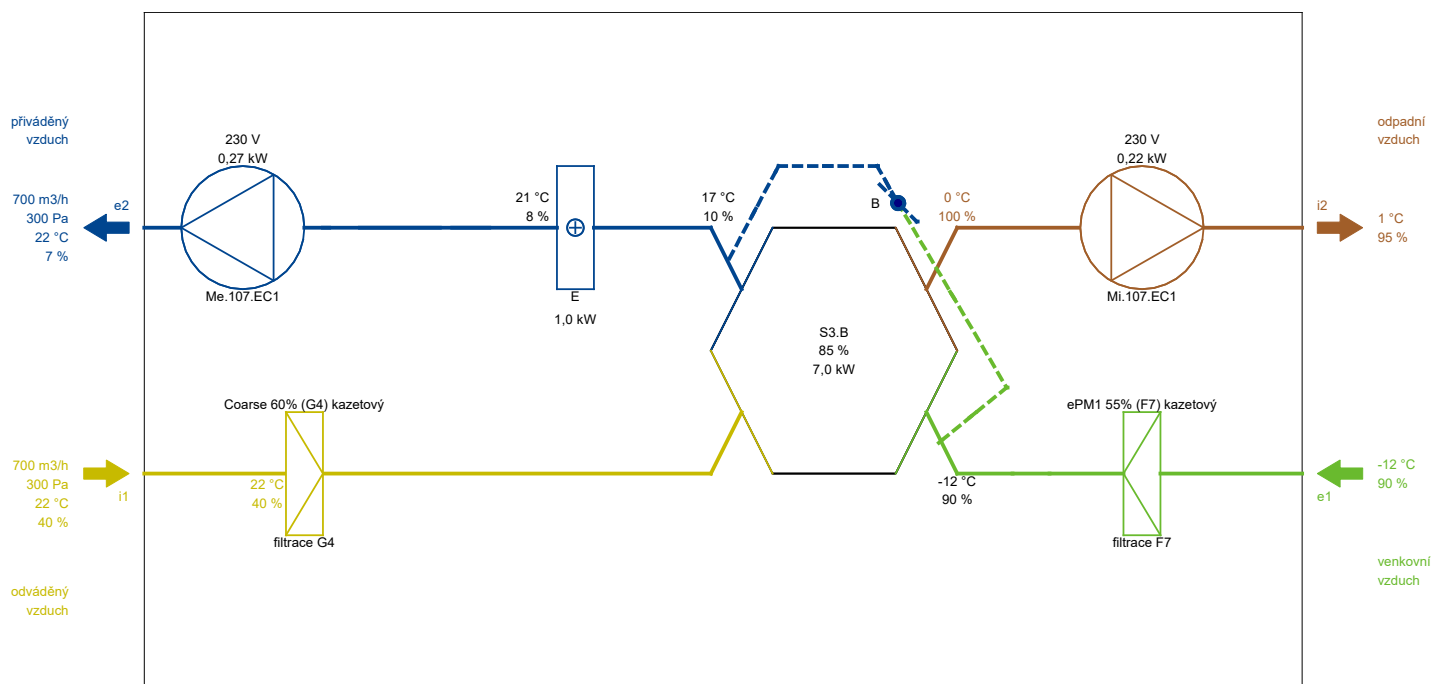 přiváděný
vzduch
230 V
0,27 kW
230 V
0,22 kW
odpadní
vzduch
700 m3/h
300 Pa
22 °C
7 %
e2
21 °C
8 %
17 °C
10 %
B
0 °C
100 %
i2
1 °C
95 %
Me.107.EC1
E
1,0 kW
Mi.107.EC1
S3.B
85 %
7,0 kW
Coarse 60% (G4) kazetový
ePM1 55% (F7) kazetový
700 m3/h
300 Pa
22 °C
40 %
i1
22 °C
40 %
-12 °C
90 %
-12 °C
90 %
e1
filtrace G4
filtrace F7
odváděný
vzduch
venkovní
vzduch